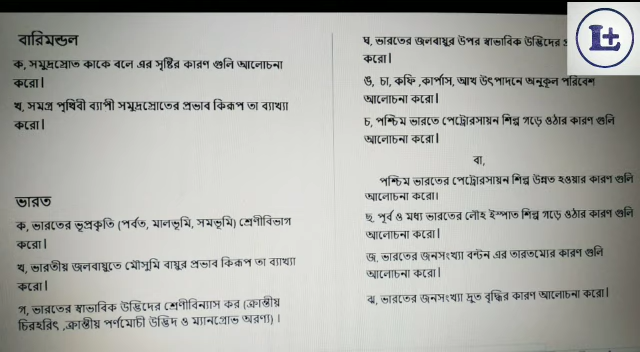 বারিমন্ডল
ক, সমুদ্রস্রোত কাকে বলে এর সৃষ্টির কারণ গুলি আলোচনা
করো।
খ, সমগ্র পৃথিবী ব্যাপী সমুদ্রস্রোতের প্রভাব কিরূপ তা ব্যাখ্যা
করো।
ভারত
ক, ভারতের ভূপ্রকৃতি (পর্বত, মালভূমি, সমভূমি) শ্রেণীবিভাগ
করো।
খ, ভারতীয় জলবায়ুতে মৌসুমি বায়ুর প্রভাব কিরূপ তা ব্যাখ্যা
করো।
গ, ভারতের স্বাভাবিক উদ্ভিদের শ্রেণীবিন্যাস কর (ক্রান্তীয়
চিরহরিৎ ,ক্রান্তীয় পর্ণমোচী উদ্ভিদ ও ম্যানগ্রোভ অরণ্য) ।
ঘ, ভারতের জলবায়ুর উপর স্বাভাবিক উদ্ভিদের
করো।
ঙ, চা, কফি ,কার্পাস, আখ উৎপাদনে অনুকূল পরিবেশ
আলোচনা করো।
চ, পশ্চিম ভারতে পেট্রোরসায়ন শিল্প গড়ে ওঠার কারণ গুলি
আলোচনা করো।
বা,
পশ্চিম ভারতের পেট্রোরসায়ন শিল্প উন্নত হওয়ার কারণ গুলি
আলোচনা করো।
ছ, পূর্ব ও মধ্য ভারতের লৌহ ইস্পাত শিল্প গড়ে ওঠার কারণ গুলি
আলোচনা করো।
জ, ভারতের জনসংখ্যা বন্টন এর তারতম্যের কারণ গুলি
আলোচনা করো।
ঝ, ভারতের জনসংখ্যা দ্রুত বৃদ্ধির কারণ আলোচনা করো।
L+